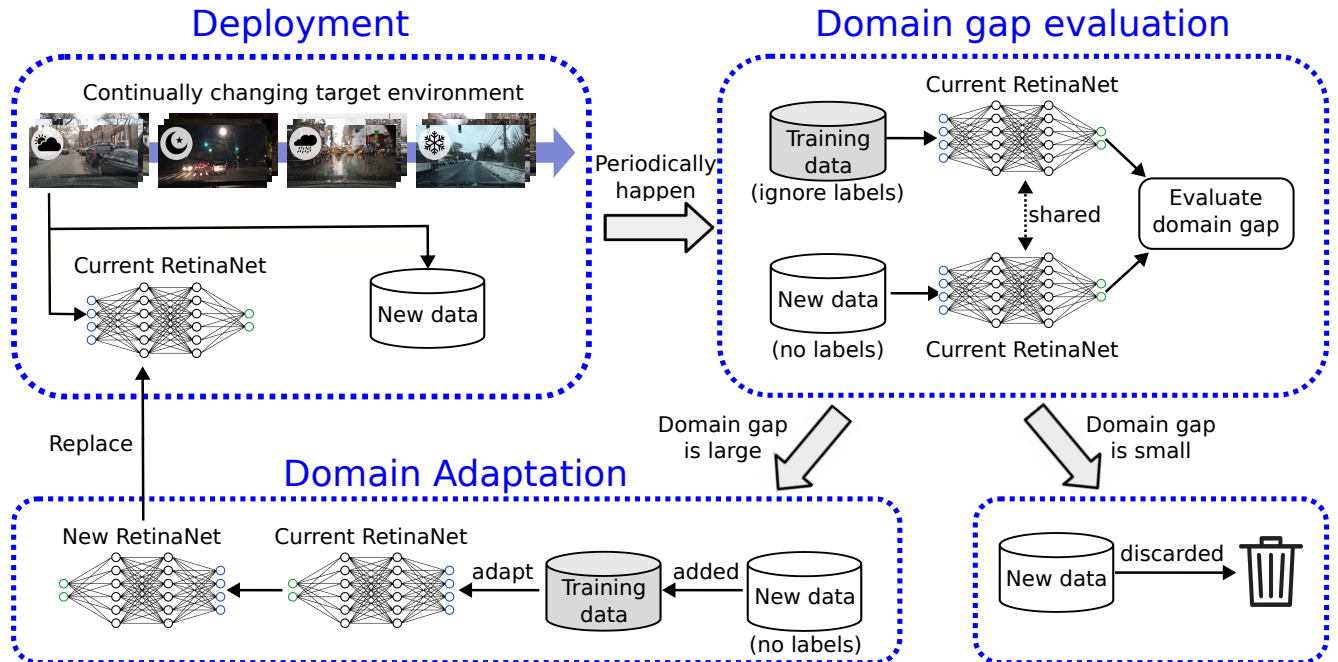 Deployment
Continually changing target environment
Current RetinaNet
New data
Periodically
happen
Domain gap evaluation
Current RetinaNet
Training
data
(ignore labels)
shared
Evaluate
domain gap
New data
(no labels)
Current RetinaNet
Replace
Domain gap
is large
Domain gap
is small
Domain Adaptation
New RetinaNet
Current RetinaNet
adapt
Training
data
added
New data
(no labels)
New data
discarded